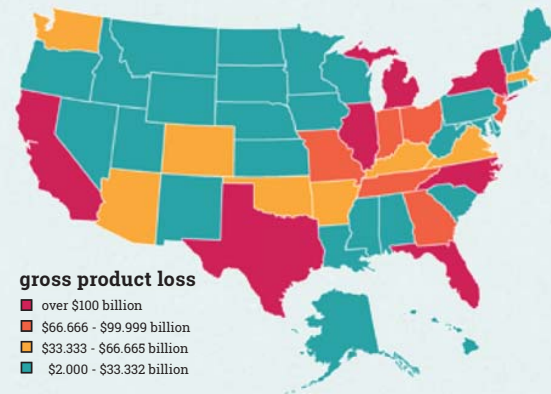 gross product loss
over $100 billion
$66.666 - $99.999 billion
$33.333 - $66.665 billion
$2.000 - $33.332 billion